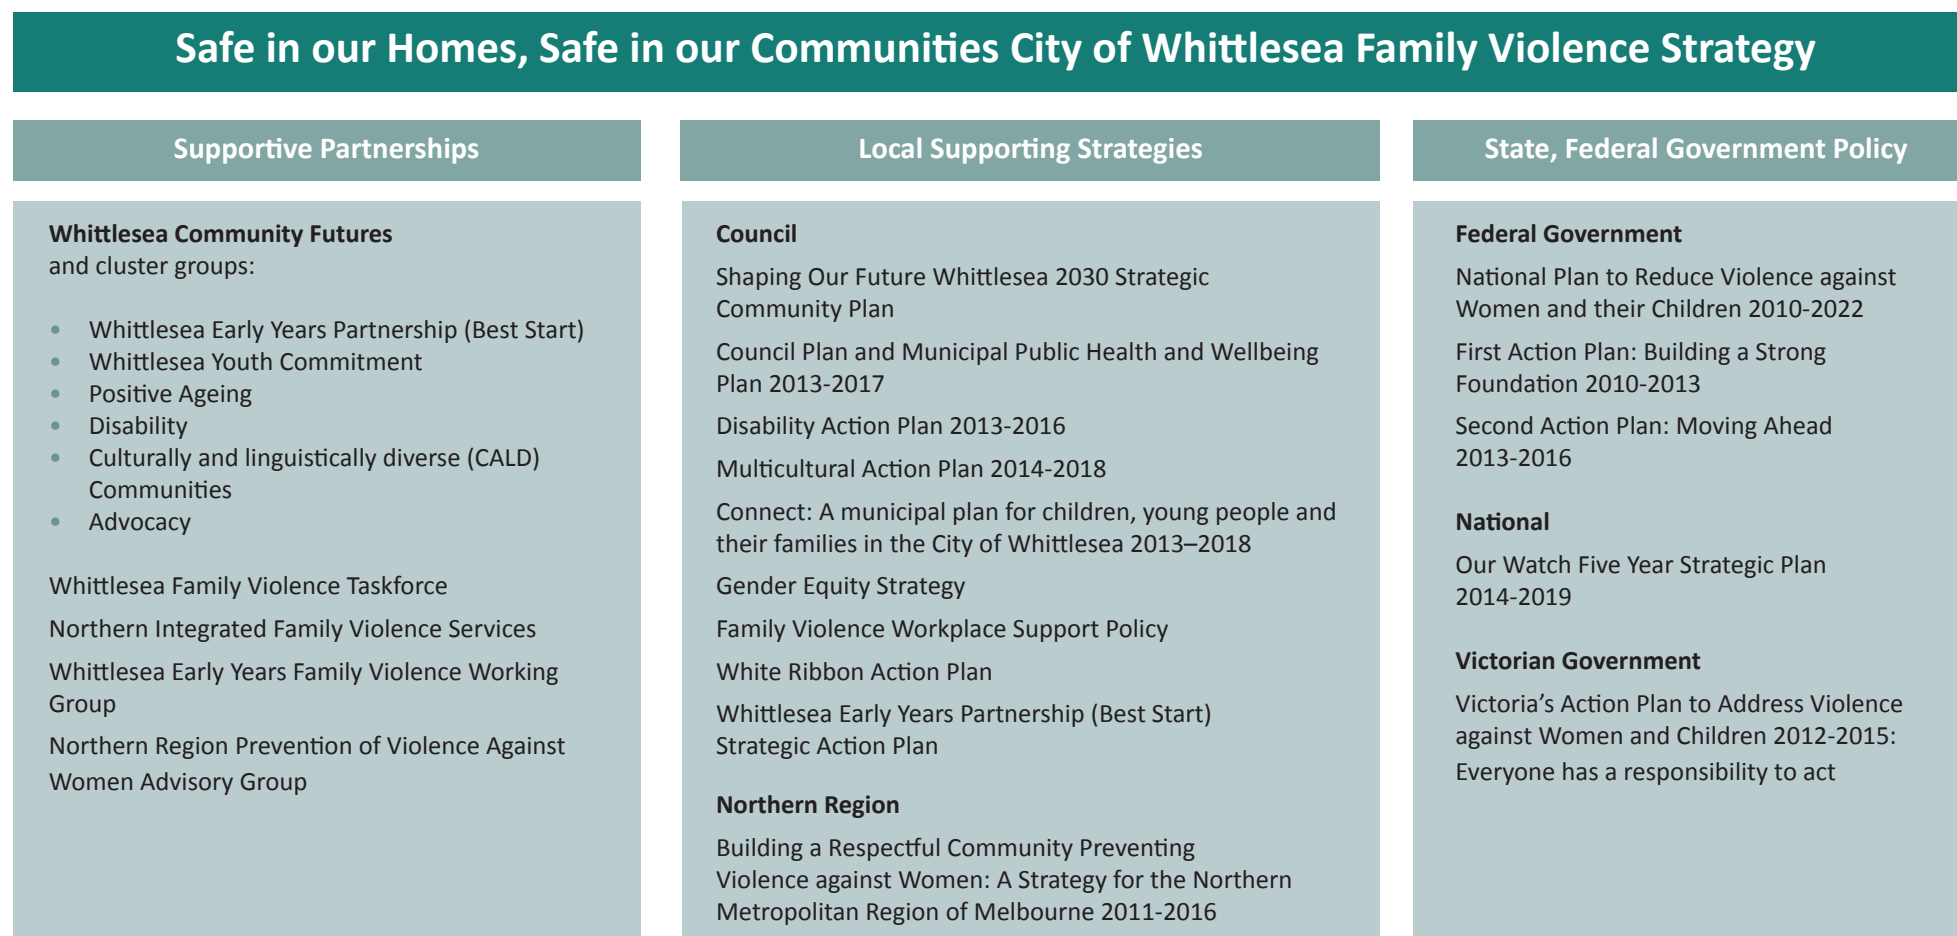 Safe in our Homes, Safe in our Communities City of Whittlesea Family Violence Strategy
Supportive Partnerships
Whittlesea Community Futures
and cluster groups:
• Whittlesea Early Years Partnership (Best Start)
• Whittlesea Youth Commitment
• Positive Ageing
• Disability
• Culturally and linguistically diverse (CALD)
Communities
• Advocacy
Whittlesea Family Violence Taskforce
Northern Integrated Family Violence Services
Whittlesea Early Years Family Violence Working
Group
Northern Region Prevention of Violence Against
Women Advisory Group
Local Supporting Strategies
Council
Shaping Our Future Whittlesea 2030 Strategic
Community Plan
Council Plan and Municipal Public Health and Wellbeing
Plan 2013-2017
Disability Action Plan 2013-2016
Multicultural Action Plan 2014-2018
Connect: A municipal plan for children, young people and
their families in the City of Whittlesea 2013–2018
Gender Equity Strategy
Family Violence Workplace Support Policy
White Ribbon Action Plan
Whittlesea Early Years Partnership (Best Start)
Strategic Action Plan
Northern Region
Building a Respectful Community Preventing
Violence against Women: A Strategy for the Northern
Metropolitan Region of Melbourne 2011-2016
State, Federal Government Policy
Federal Government
National Plan to Reduce Violence against
Women and their Children 2010-2022
First Action Plan: Building a Strong
Foundation 2010-2013
Second Action Plan: Moving Ahead
2013-2016
National
Our Watch Five Year Strategic Plan
2014-2019
Victorian Government
Victoria’s Action Plan to Address Violence
against Women and Children 2012-2015:
Everyone has a responsibility to act